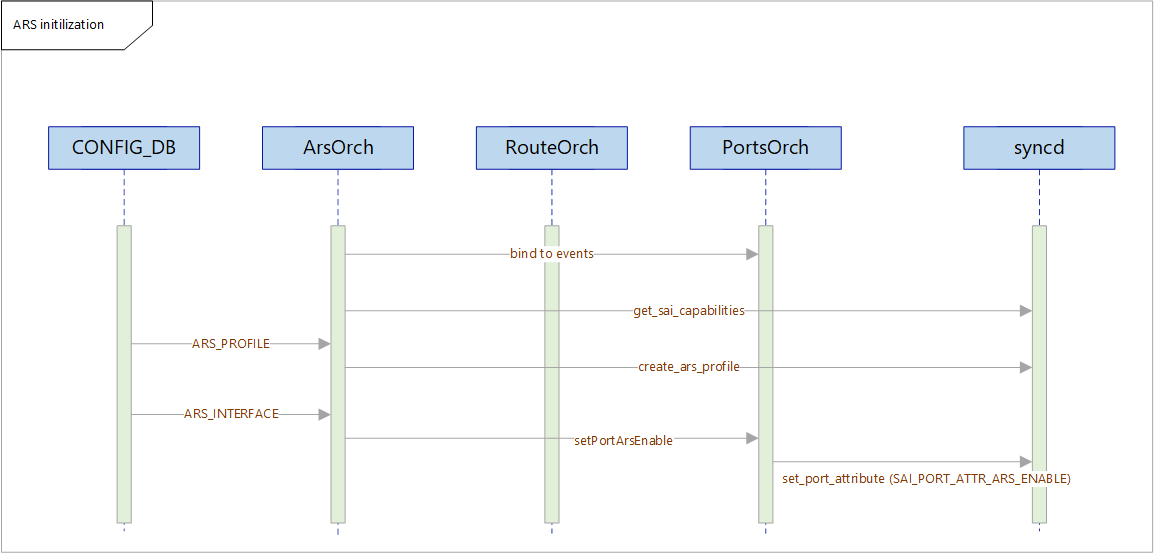 ARS initilization
CONFIG_DB
ArsOrch
RouteOrch
PortsOrch
syncd
bind to events
get_sai_capabilities
ARS_PROFILE
create_ars_profile
ARS_INTERFACE
setPortArsEnable
set_port_attribute (SAI_PORT_ATTR_ARS_ENABLE)